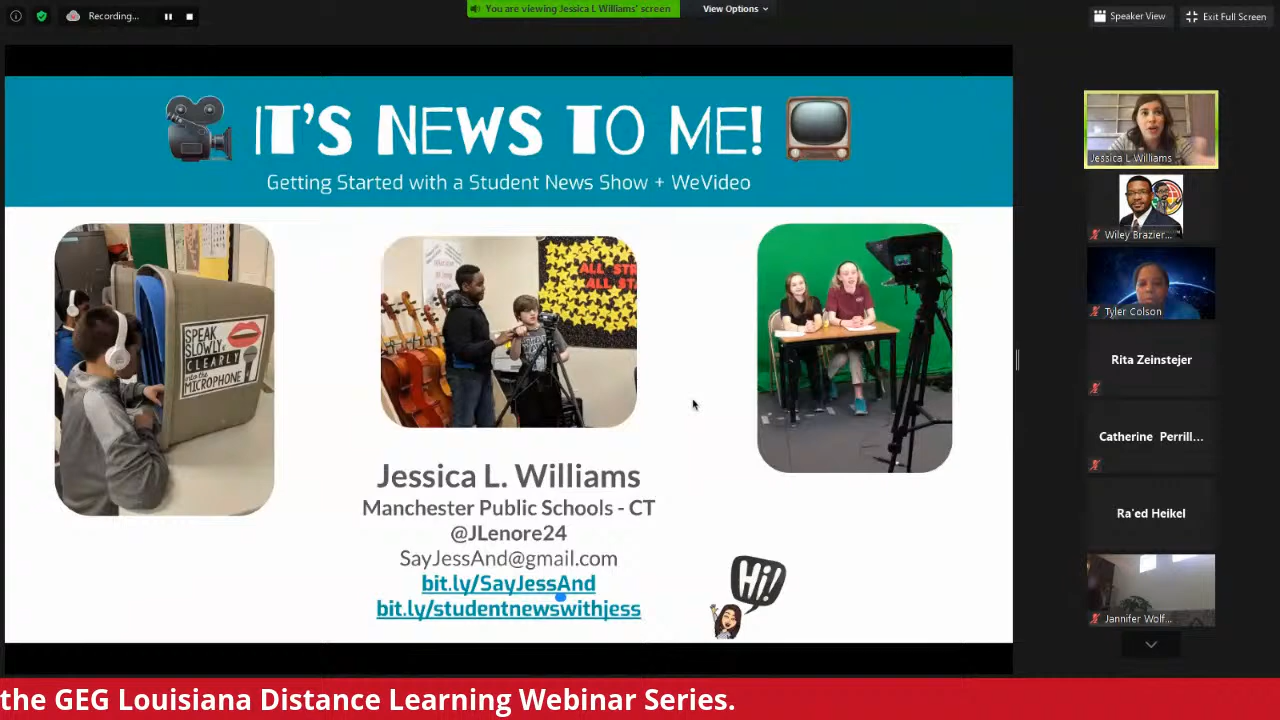 Recording...
You are viewing Jessica L Williams' screen
View Options
Speaker View
Exit Full Screen
IT'S NEWS TO ME!
Getting Started with a Student News Show + WeVideo
SPEAK
SLOWLY &
CLEARLY
into the
MICROPHONE
ALL STAR
ALL STA
Jessica L. Williams
Manchester Public Schools - CT
@JLenore24
SayJessAnd@gmail.com
bit.ly/SayJessAnd
bit.ly/studentnewswithjess
Hi!
Jessica L Williams
Wiley Brazier...
Tyler Colson
Rita Zeinstejer
Catherine Perrill...
Ra'ed Heikel
Jannifer Wolf...
the GEG Louisiana Distance Learning Webinar Series.